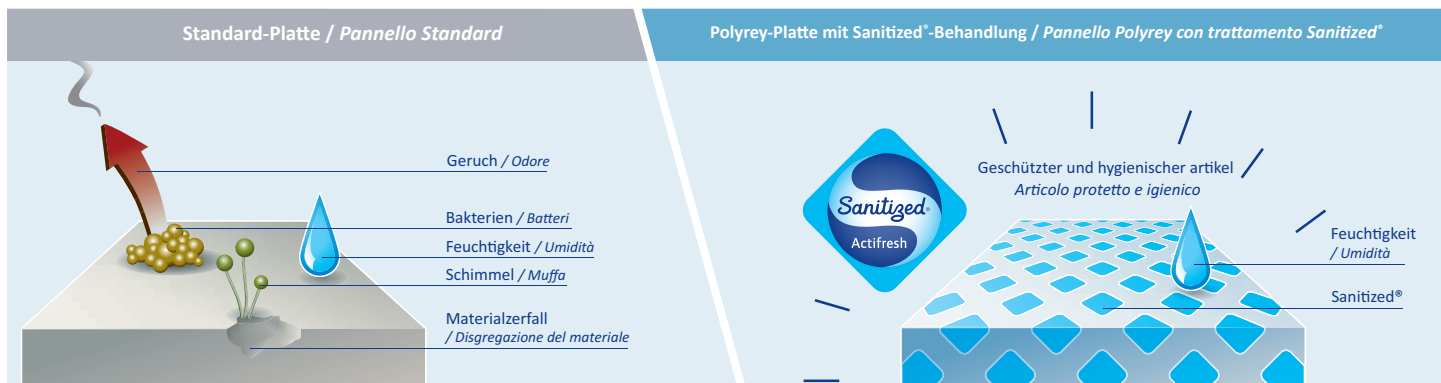 Standard-Platte / Pannello Standard
Polyrey-Platte mit Sanitized®-Behandlung / Pannello Polyrey con trattamento Sanitized®
Geruch / Odore
Bakterien / Batteri
Feuchtigkeit / Umidità
Schimmel / Muffa
Materialzerfall
/ Disgregazione del materiale
Sanitized®
Actifresh
Geschützter und hygienischer artikel
Articolo protetto e igienico
Feuchtigkeit
/ Umidità
Sanitized®